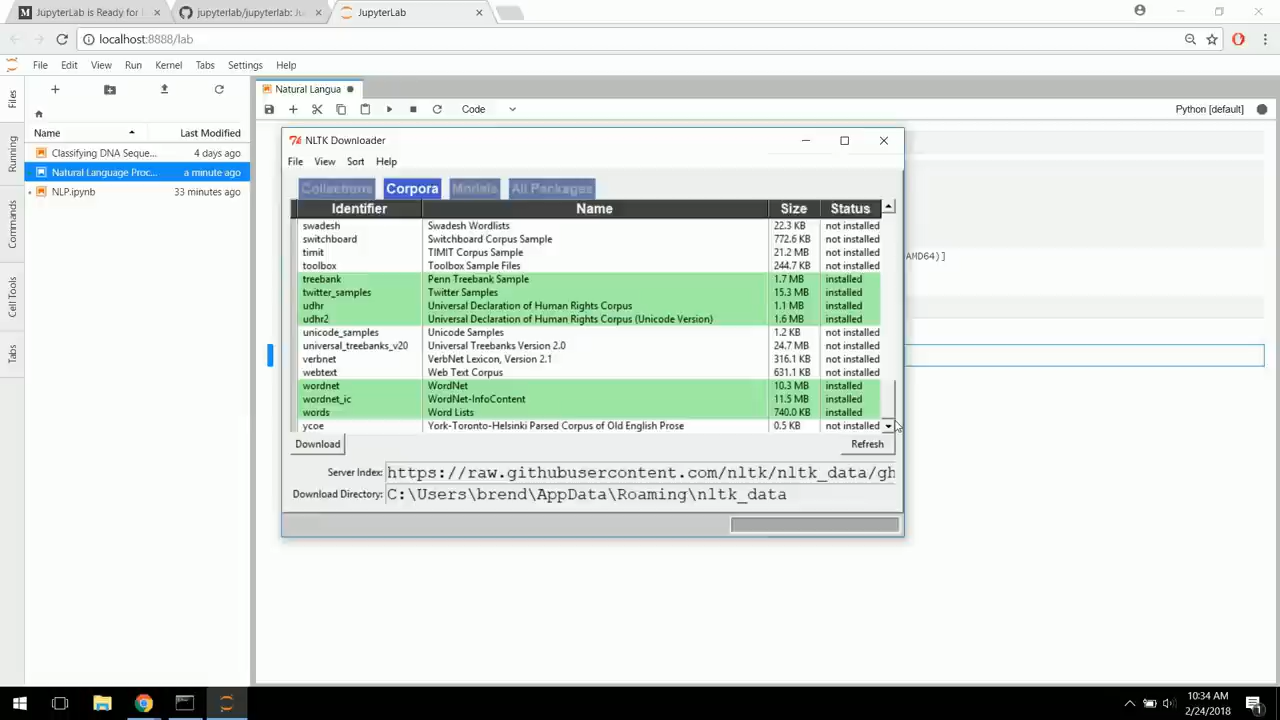 JupyterLab is Ready for
jupyterlab/jupyterlab: Ju
JupyterLab
localhost:8888/lab
File Edit View Run Kernel Tabs Settings Help
Natural Langua
Code
Python [default]
Files
Running
Commands
Cell Tools
Tabs
Name Last Modified
Classifying DNA Seque... 4 days ago
Natural Language Proc... a minute ago
NLP.ipynb 33 minutes ago
NLTK Downloader
File View Sort Help
Collections Corpora Models All Packages
Identifier Name Size Status
swadesh Swadesh Wordlists 22.3 KB not installed
switchboard Switchboard Corpus Sample 772.6 KB not installed
timit TIMIT Corpus Sample 21.2 MB not installed
toolbox Toolbox Sample Files 244.7 KB not installed
treebank Penn Treebank Sample 1.7 MB installed
twitter_samples Twitter Samples 15.3 MB installed
udhr Universal Declaration of Human Rights Corpus 1.1 MB installed
udhr2 Universal Declaration of Human Rights Corpus (Unicode Version) 1.6 MB installed
unicode_samples Unicode Samples 1.2 KB not installed
universal_treebanks_v20 Universal Treebanks Version 2.0 24.7 MB not installed
verbnet VerbNet Lexicon, Version 2.1 316.1 KB not installed
webtext Web Text Corpus 631.1 KB not installed
wordnet WordNet 10.3 MB installed
wordnet_ic WordNet-InfoContent 11.5 MB installed
words Word Lists 740.0 KB installed
ycoe York-Toronto-Helsinki Parsed Corpus of Old English Prose 0.5 KB not installed
Download Refresh
Server Index: https://raw.githubusercontent.com/nltk/nltk_data/gh
Download Directory: C:\Users\brend\AppData\Roaming\nltk_data
AMD64)]
10:34 AM
2/24/2018
1